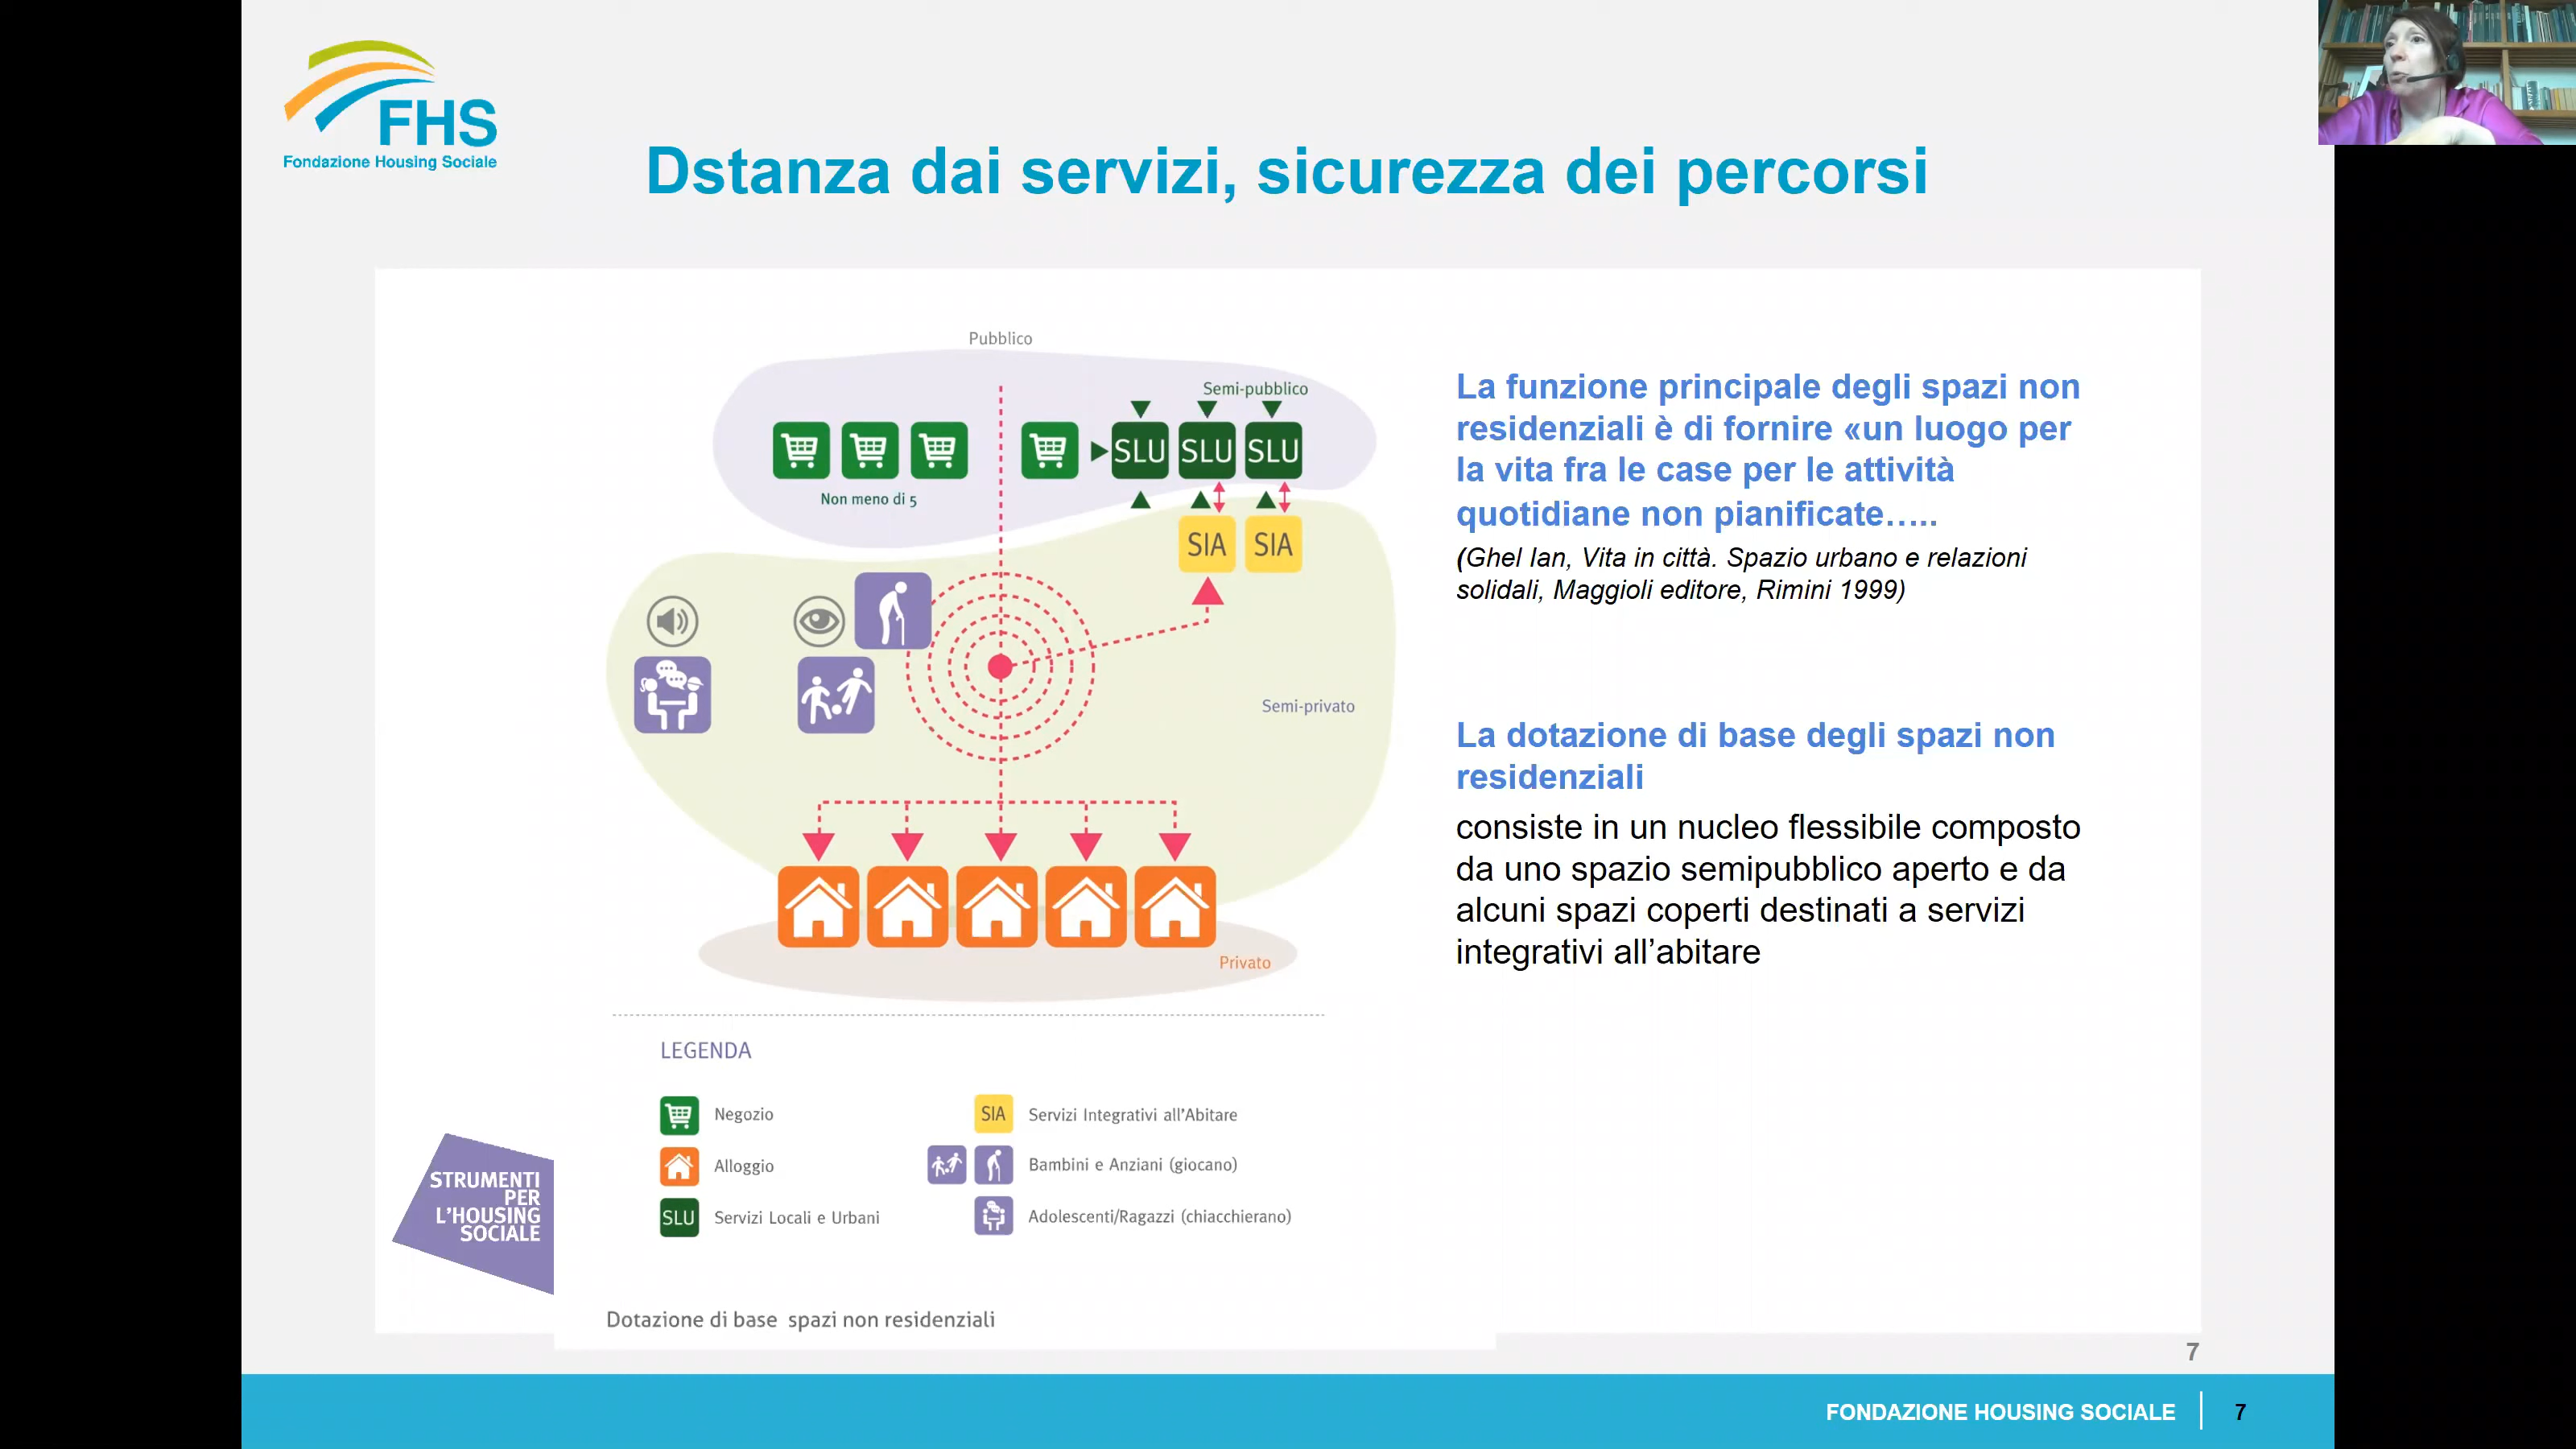 FHS
Fondazione Housing Sociale
Dstanza dai servizi, sicurezza dei percorsi
Pubblico
Semi-pubblico
SLU SLU SLU
Non meno di 5
SIA SIA
Semi-privato
Privato
LEGENDA
Negozio
Alloggio
SLU Servizi Locali e Urbani
SIA Servizi Integrativi all'Abitare
Bambini e Anziani (giocano)
Adolescenti/Ragazzi (chiacchierano)
STRUMENTI
PER
L'HOUSING
SOCIALE
Dotazione di base spazi non residenziali
La funzione principale degli spazi non
residenziali è di fornire «un luogo per
la vita fra le case per le attività
quotidiane non pianificate…..
(Ghel Ian, Vita in città. Spazio urbano e relazioni
solidali, Maggioli editore, Rimini 1999)
La dotazione di base degli spazi non
residenziali
consiste in un nucleo flessibile composto
da uno spazio semipubblico aperto e da
alcuni spazi coperti destinati a servizi
integrativi all’abitare
7
FONDAZIONE HOUSING SOCIALE 7